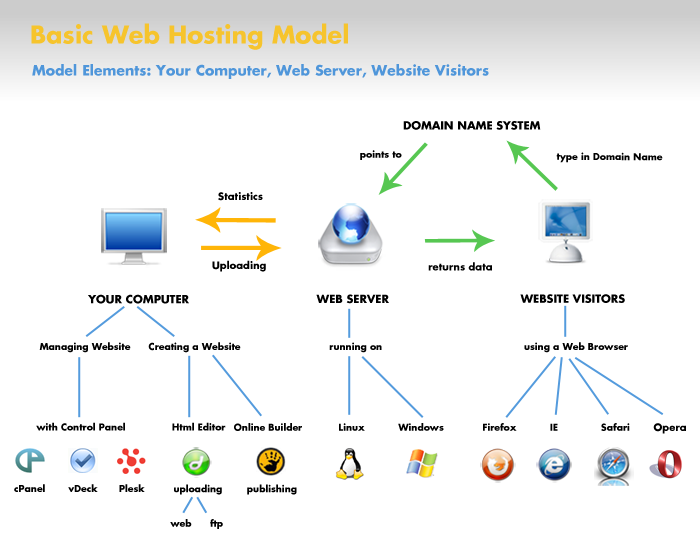 Basic Web Hosting Model
Model Elements: Your Computer, Web Server, Website Visitors
DOMAIN NAME SYSTEM
points to
type in Domain Name
Statistics
Uploading
returns data
YOUR COMPUTER
WEB SERVER
WEBSITE VISITORS
Managing Website
Creating a Website
running on
using a Web Browser
with Control Panel
Html Editor
Online Builder
Linux
Windows
Firefox
IE
Safari
Opera
cPanel
vDeck
Plesk
uploading
publishing
web
ftp